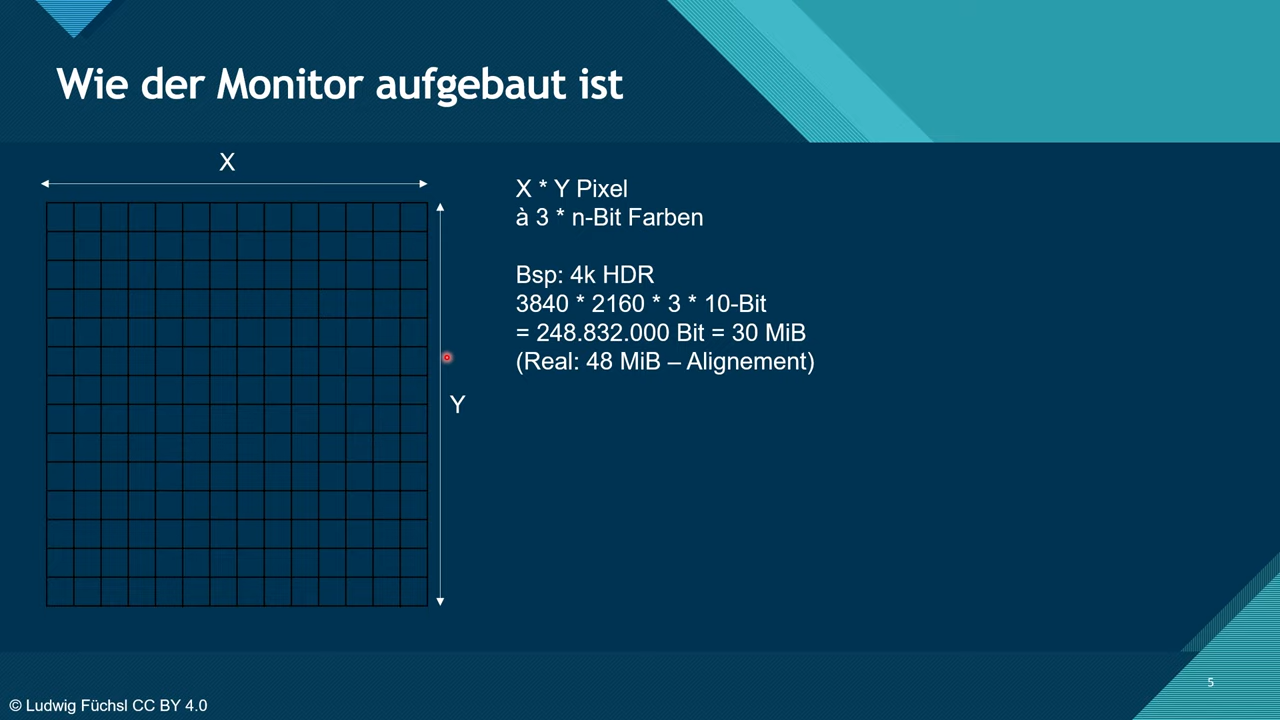 Wie der Monitor aufgebaut ist
X
Y
X * Y Pixel
à 3 * n-Bit Farben
Bsp: 4k HDR
3840 * 2160 * 3 * 10-Bit
= 248.832.000 Bit = 30 MiB
(Real: 48 MiB – Alignement)
5
© Ludwig Füchsl CC BY 4.0